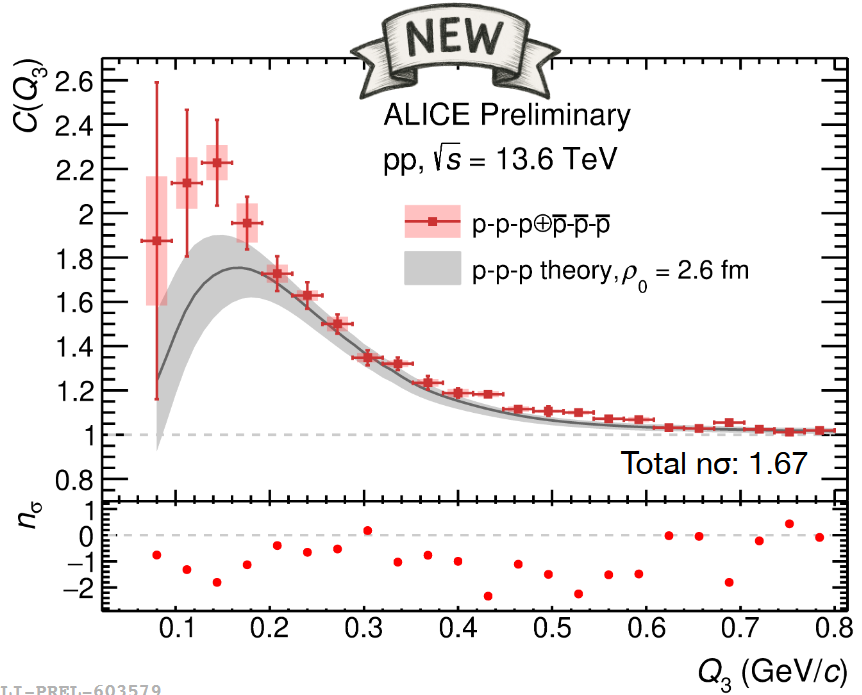 NEW
C(Q₃)
2.6
2.4
2.2
2
1.8
1.6
1.4
1.2
1
0.8
ALICE Preliminary
pp, √s = 13.6 TeV
p-p-p⊕p̅-p̅-p̅
p-p-p theory, ρ₀ = 2.6 fm
Total nσ: 1.67
nσ
1
0
−1
−2
0.1 0.2 0.3 0.4 0.5 0.6 0.7 0.8
Q₃ (GeV/c)